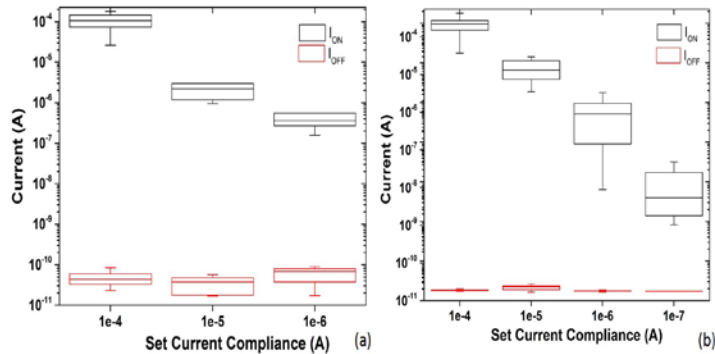 10⁻⁴
10⁻⁵
10⁻⁶
10⁻⁷
10⁻⁸
10⁻⁹
10⁻¹⁰
10⁻¹¹
Current (A)
I_ON
I_OFF
1e-4 1e-5 1e-6
Set Current Compliance (A)
(a)
10⁻⁴
10⁻⁵
10⁻⁶
10⁻⁷
10⁻⁸
10⁻⁹
10⁻¹⁰
10⁻¹¹
Current (A)
I_ON
I_OFF
1e-4 1e-5 1e-6 1e-7
Set Current Compliance (A)
(b)